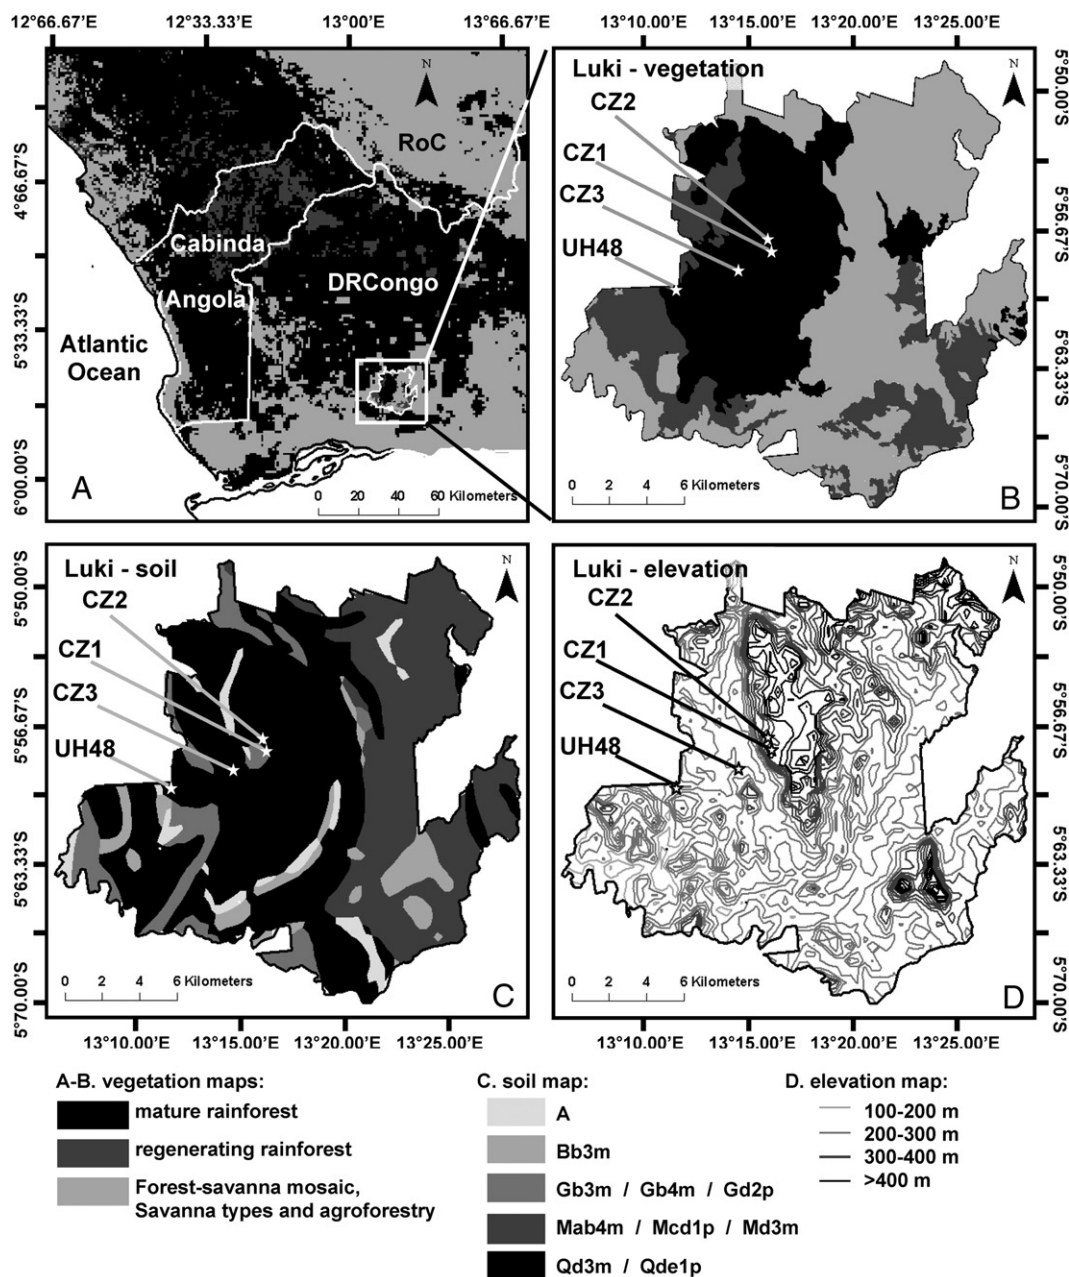 12°66.67'E 12°33.33'E 13°00'E 13°66.67'E
4°66.67'S
5°33.33'S
6°00.00'S
N
RoC
Cabinda
(Angola)
DRCongo
Atlantic
Ocean
A
0 20 40 60 Kilometers
13°10.00'E 13°15.00'E 13°20.00'E 13°25.00'E
Luki - vegetation
N
CZ2
CZ1
CZ3
UH48
0 2 4 6 Kilometers
B
5°50.00'S
5°56.67'S
5°63.33'S
5°70.00'S
Luki - soil
N
CZ2
CZ1
CZ3
UH48
5°50.00'S
5°56.67'S
5°63.33'S
5°70.00'S
0 2 4 6 Kilometers
C
13°10.00'E 13°15.00'E 13°20.00'E 13°25.00'E
Luki - elevation
N
CZ2
CZ1
CZ3
UH48
0 2 4 6 Kilometers
D
5°50.00'S
5°56.67'S
5°63.33'S
5°70.00'S
13°10.00'E 13°15.00'E 13°20.00'E 13°25.00'E
A-B. vegetation maps:
mature rainforest
regenerating rainforest
Forest-savanna mosaic,
Savanna types and agroforestry
C. soil map:
A
Bb3m
Gb3m / Gb4m / Gd2p
Mab4m / Mcd1p / Md3m
Qd3m / Qde1p
D. elevation map:
100-200 m
200-300 m
300-400 m
>400 m